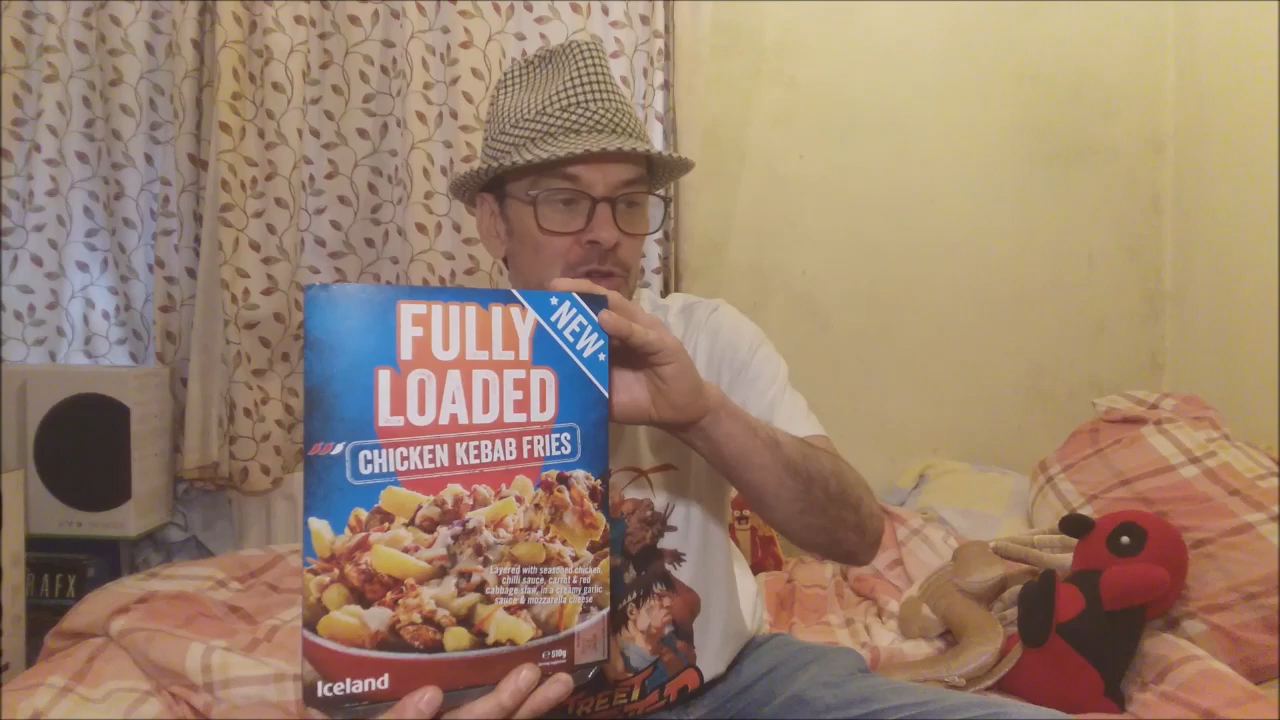 FULLY
LOADED
NEW
CHICKEN KEBAB FRIES
Layered with seasoned chicken,
chilli sauce, carrot & red
cabbage slaw, in a creamy garlic
sauce & mozzarella cheese
℮ 510g
Iceland
RAFX
STREET